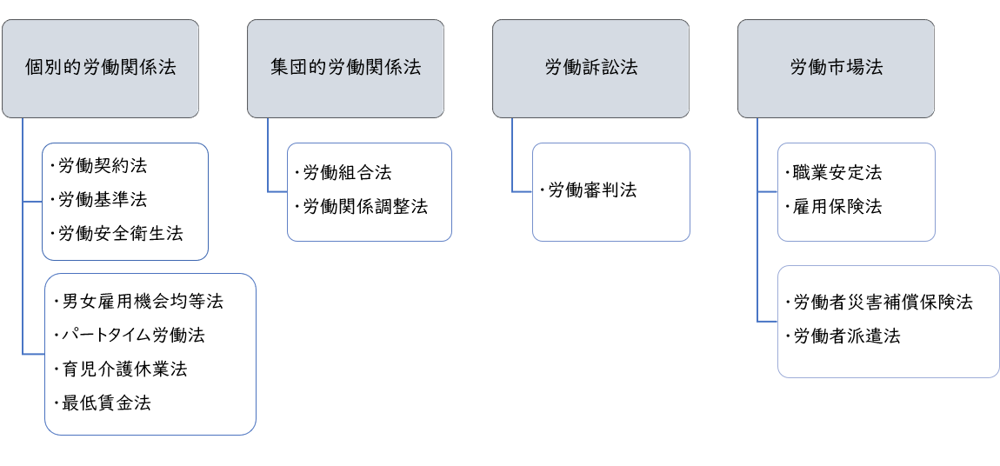 個別的労働関係法
・労働契約法
・労働基準法
・労働安全衛生法
・男女雇用機会均等法
・パートタイム労働法
・育児介護休業法
・最低賃金法
集団的労働関係法
・労働組合法
・労働関係調整法
労働訴訟法
・労働審判法
労働市場法
・職業安定法
・雇用保険法
・労働者災害補償保険法
・労働者派遣法